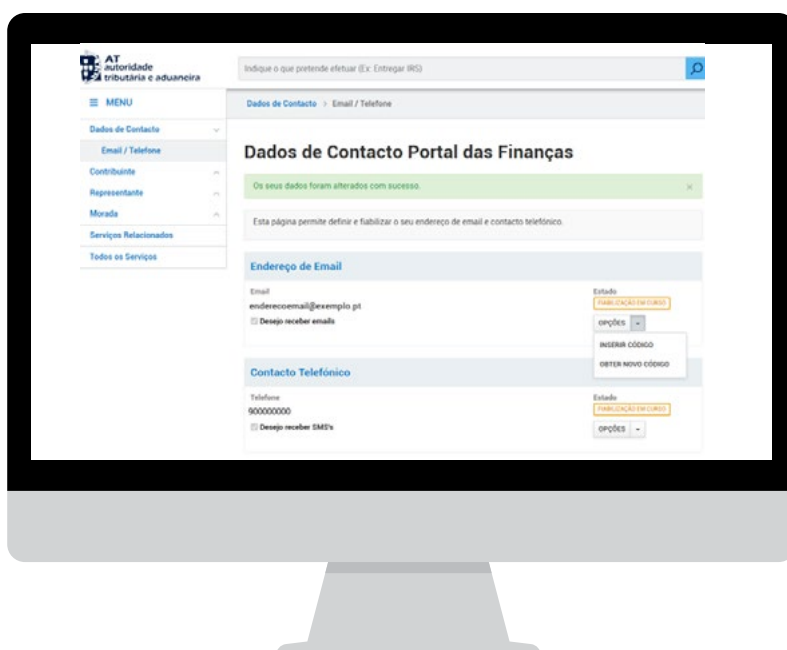 AT
autoridade
tributária e aduaneira
Indique o que pretende efetuar (Ex: Entregar IRS)
MENU
Dados de Contacto > Email / Telefone
Dados de Contacto
Email / Telefone
Contribuinte
Representante
Morada
Serviços Relacionados
Todos os Serviços
Dados de Contacto Portal das Finanças
Os seus dados foram alterados com sucesso.
Esta página permite definir e fiabilizar o seu endereço de email e contacto telefónico.
Endereço de Email
Email
Estado
enderecoemail@exemplo.pt
FIABILIZAÇÃO EM CURSO
Desejo receber emails
OPÇÕES
INSERIR CÓDIGO
OBTER NOVO CÓDIGO
Contacto Telefónico
Telefone
Estado
900000000
FIABILIZAÇÃO EM CURSO
Desejo receber SMS's
OPÇÕES